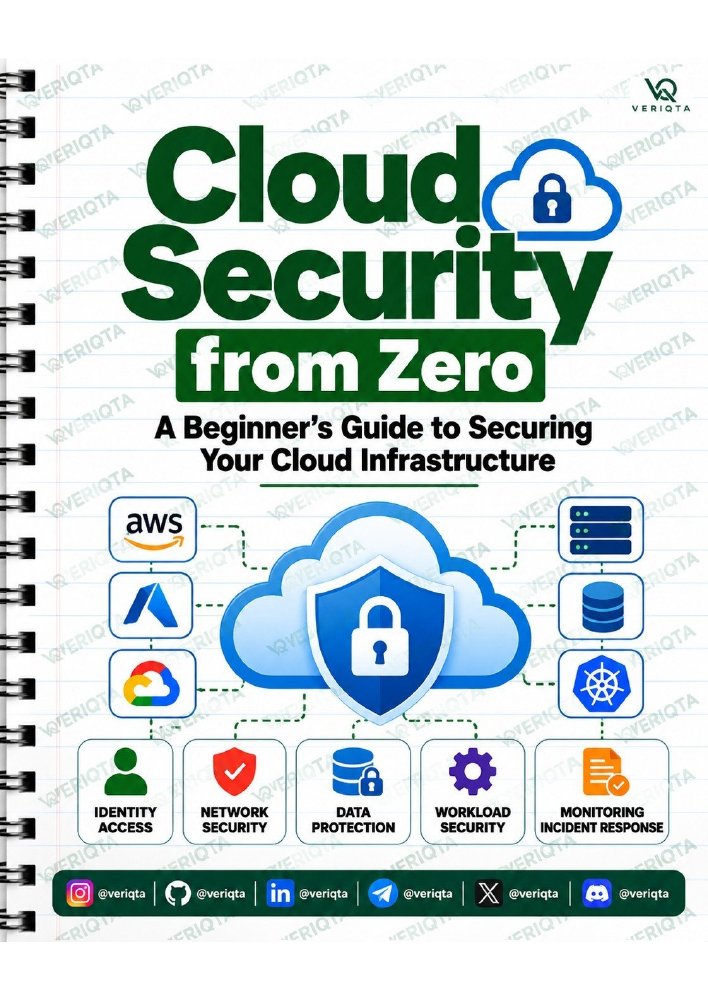 VERIQTA
Cloud
Security
from Zero
A Beginner's Guide to Securing
Your Cloud Infrastructure
aws
IDENTITY
ACCESS
NETWORK
SECURITY
DATA
PROTECTION
WORKLOAD
SECURITY
MONITORING
INCIDENT RESPONSE
@veriqta
@veriqta
@veriqta
@veriqta
@veriqta
@veriqta